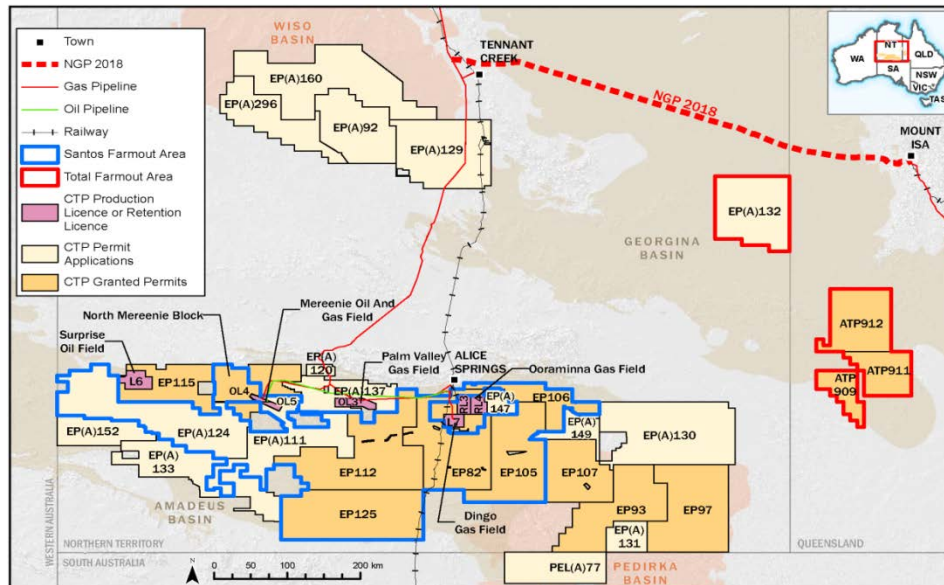 Town
NGP 2018
Gas Pipeline
Oil Pipeline
Railway
Santos Farmout Area
Total Farmout Area
CTP Production
Licence or Retention
Licence
CTP Permit
Applications
CTP Granted Permits
WISO
BASIN
TENNANT
CREEK
EP(A)160
EP(A)296
EP(A)92
EP(A)129
NGP 2018
MOUNT
ISA
WA
NT
QLD
SA
NSW
VIC
TAS
EP(A)132
GEORGINA
BASIN
ATP912
ATP911
ATP
909
North Mereenie Block
Mereenie Oil And
Gas Field
Surprise
Oil Field
Palm Valley
Gas Field
ALICE
SPRINGS
Ooraminna Gas Field
EP(A)
120
L6
EP115
OL4
OL5
EP(A)137
OL3
RL3
RL4
L7
EP(A)
147
EP106
EP(A)
149
EP(A)130
EP(A)152
EP(A)124
EP(A)111
EP(A)
133
EP112
EP82
EP105
EP107
EP125
EP93
EP97
EP(A)
131
PEL(A)77
AMADEUS
BASIN
Dingo
Gas Field
PEDIRKA
BASIN
WESTERN AUSTRALIA
NORTHERN TERRITORY
SOUTH AUSTRALIA
QUEENSLAND
N
0
100
200 km